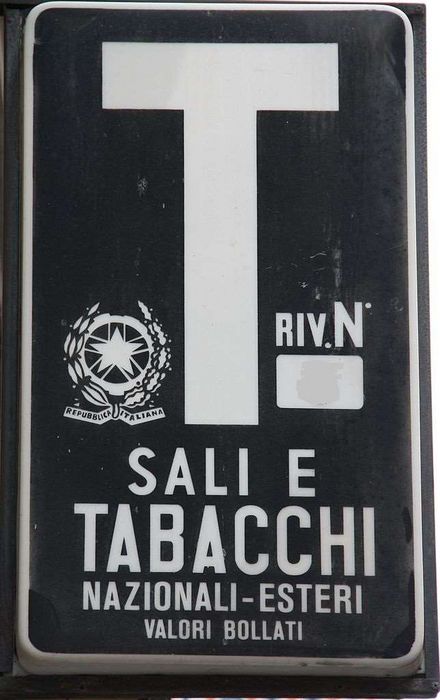 T
RIV. N°
REPUBBLICA ITALIANA
SALI E
TABACCHI
NAZIONALI-ESTERI
VALORI BOLLATI